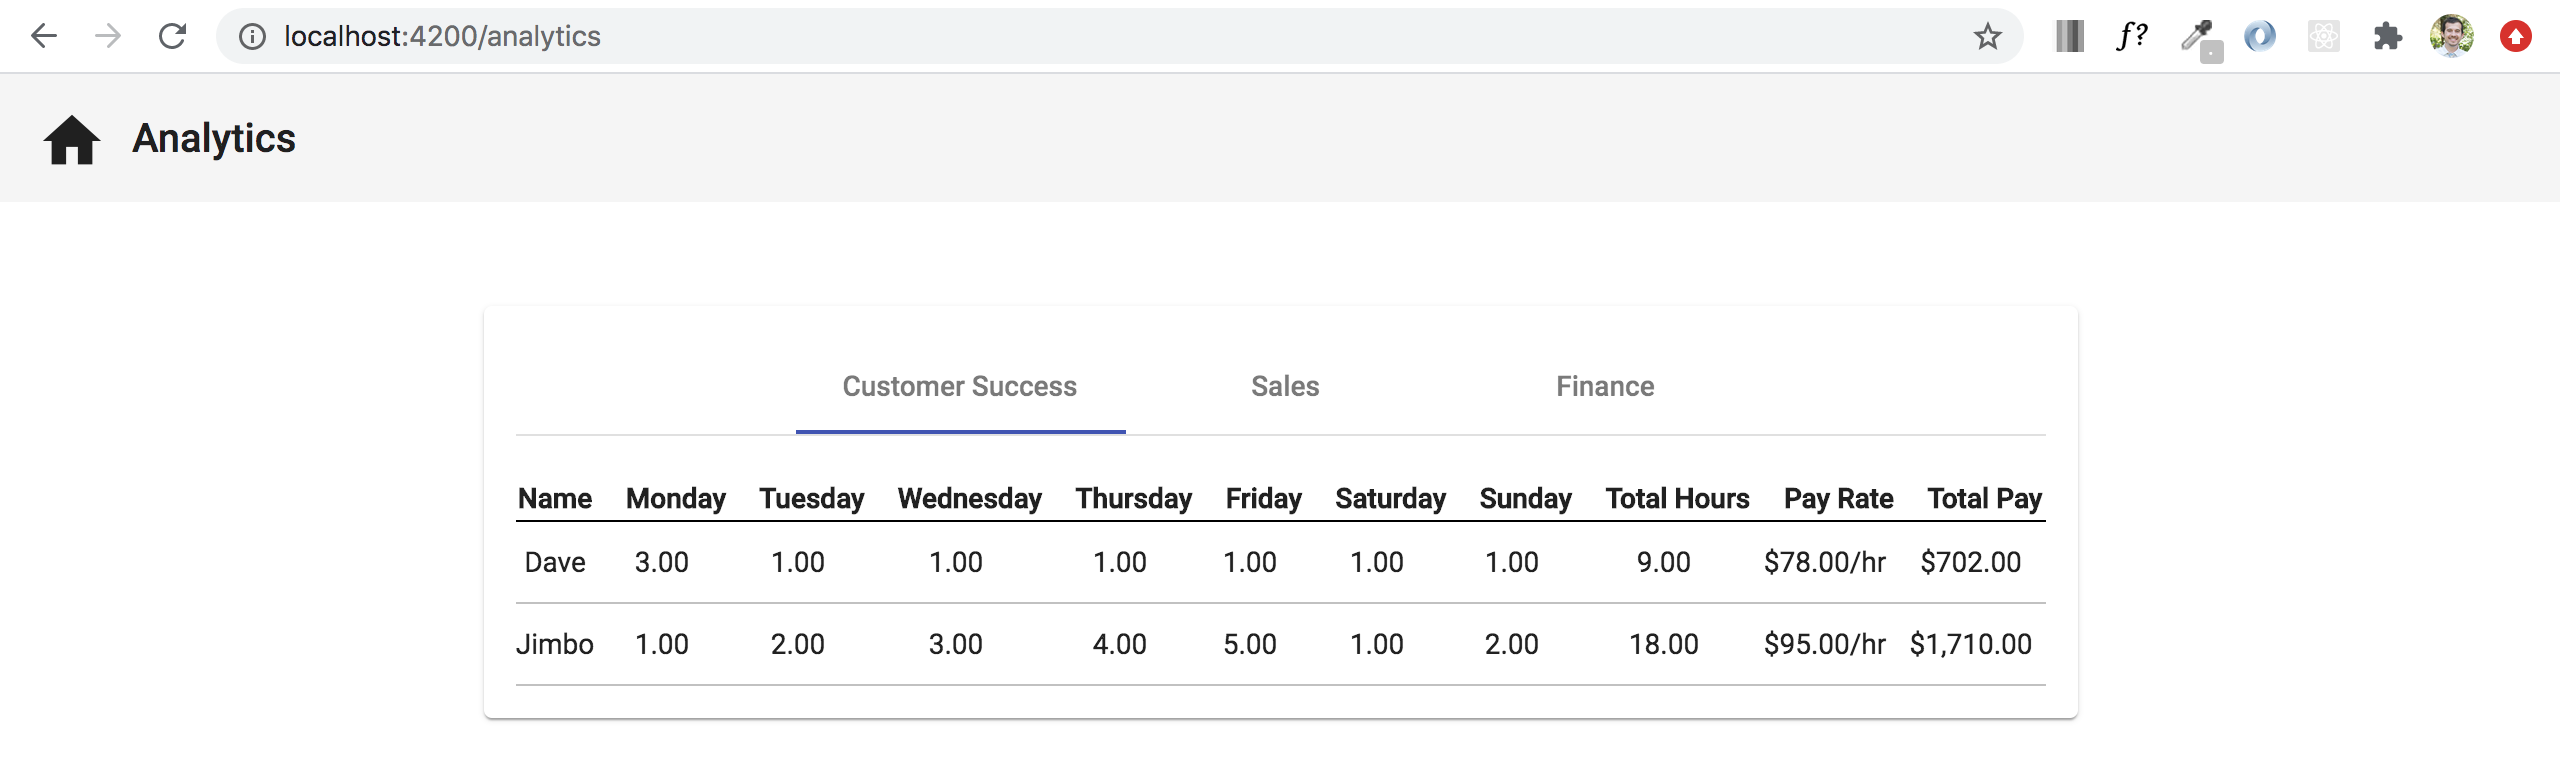 localhost:4200/analytics
f?
Analytics
Customer Success Sales Finance
Name Monday Tuesday Wednesday Thursday Friday Saturday Sunday Total Hours Pay Rate Total Pay
Dave 3.00 1.00 1.00 1.00 1.00 1.00 1.00 9.00 $78.00/hr $702.00
Jimbo 1.00 2.00 3.00 4.00 5.00 1.00 2.00 18.00 $95.00/hr $1,710.00